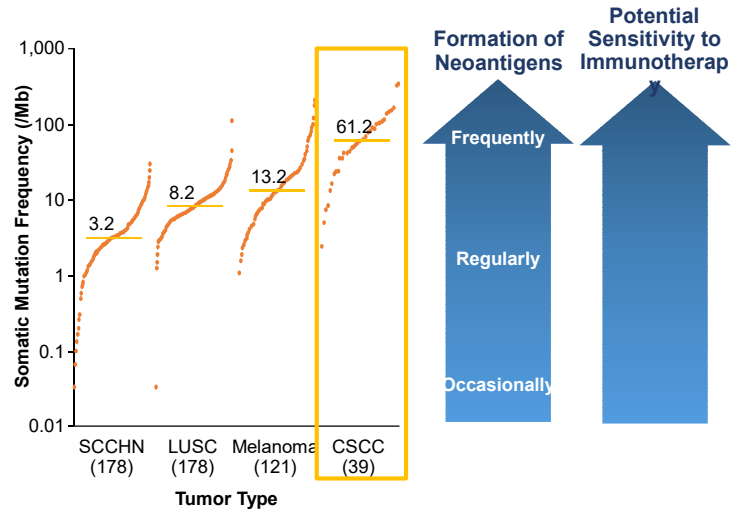 Somatic Mutation Frequency (/Mb)
1,000
100
10
1
0.1
0.01
3.2
8.2
13.2
61.2
SCCHN
(178)
LUSC
(178)
Melanoma
(121)
CSCC
(39)
Tumor Type
Formation of
Neoantigens
Frequently
Regularly
Occasionally
Potential
Sensitivity to
Immunotherap
y